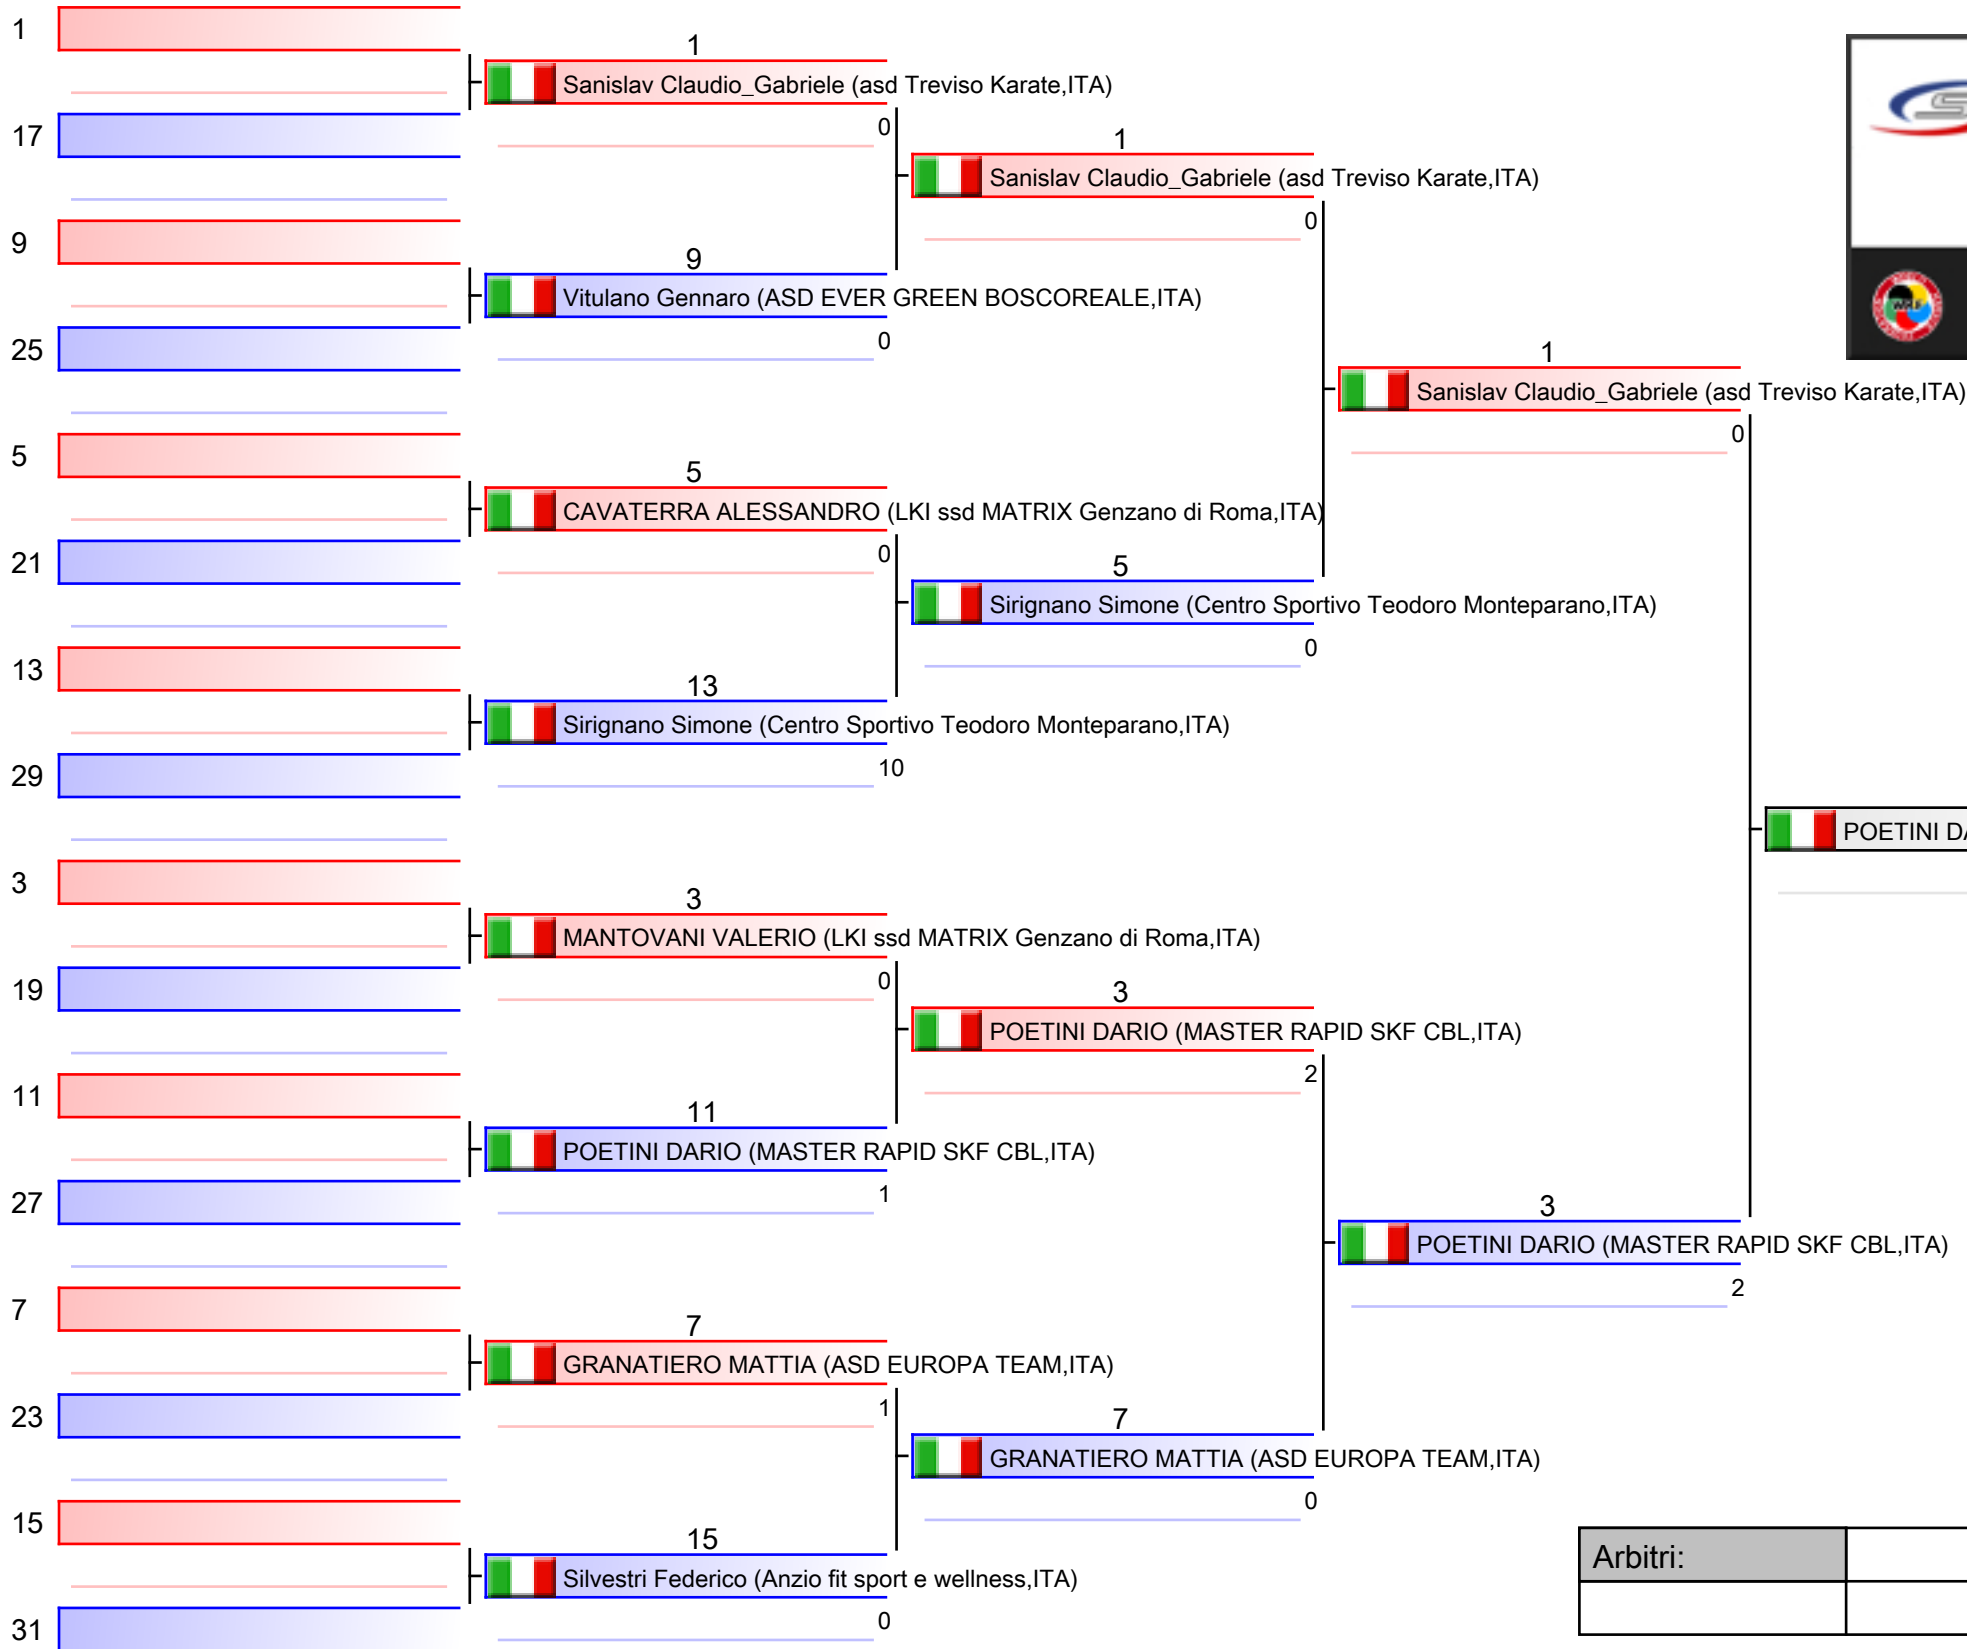 1
17
9
25
5
21
13
29
3
19
11
27
7
23
15
31
1
Sanislav Claudio_Gabriele (asd Treviso Karate,ITA)
0
9
Vitulano Gennaro (ASD EVER GREEN BOSCOREALE,ITA)
0
5
CAVATERRA ALESSANDRO (LKI ssd MATRIX Genzano di Roma,ITA)
0
13
Sirignano Simone (Centro Sportivo Teodoro Monteparano,ITA)
10
3
MANTOVANI VALERIO (LKI ssd MATRIX Genzano di Roma,ITA)
0
11
POETINI DARIO (MASTER RAPID SKF CBL,ITA)
1
7
GRANATIERO MATTIA (ASD EUROPA TEAM,ITA)
1
15
Silvestri Federico (Anzio fit sport e wellness,ITA)
0
1
Sanislav Claudio_Gabriele (asd Treviso Karate,ITA)
0
5
Sirignano Simone (Centro Sportivo Teodoro Monteparano,ITA)
0
3
POETINI DARIO (MASTER RAPID SKF CBL,ITA)
2
7
GRANATIERO MATTIA (ASD EUROPA TEAM,ITA)
0
1
Sanislav Claudio_Gabriele (asd Treviso Karate,ITA)
0
3
POETINI DARIO (MASTER RAPID SKF CBL,ITA)
2
POETINI DA
Arbitri: